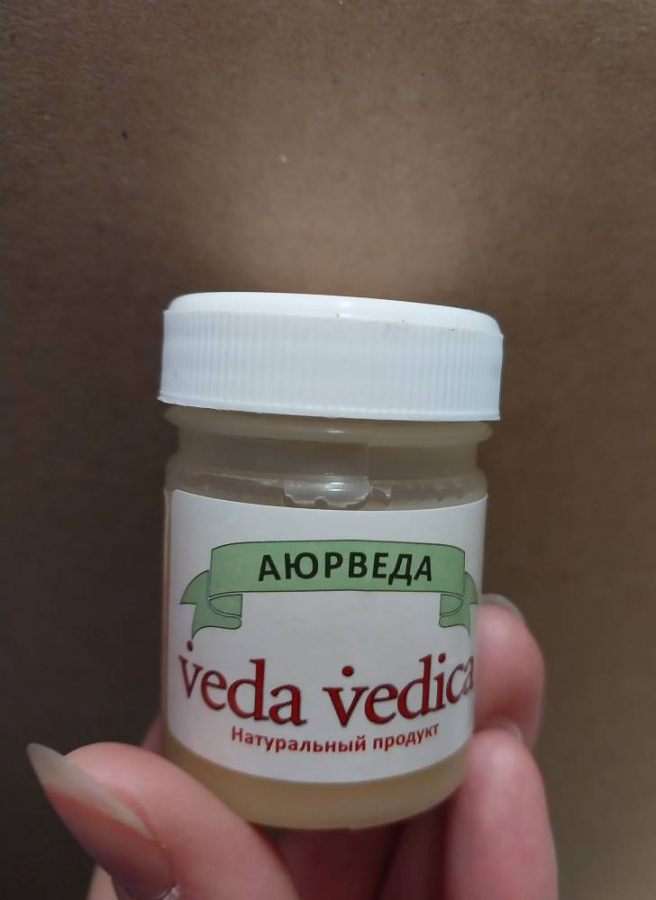 АЮРВЕДА
veda vedica
Натуральный продукт